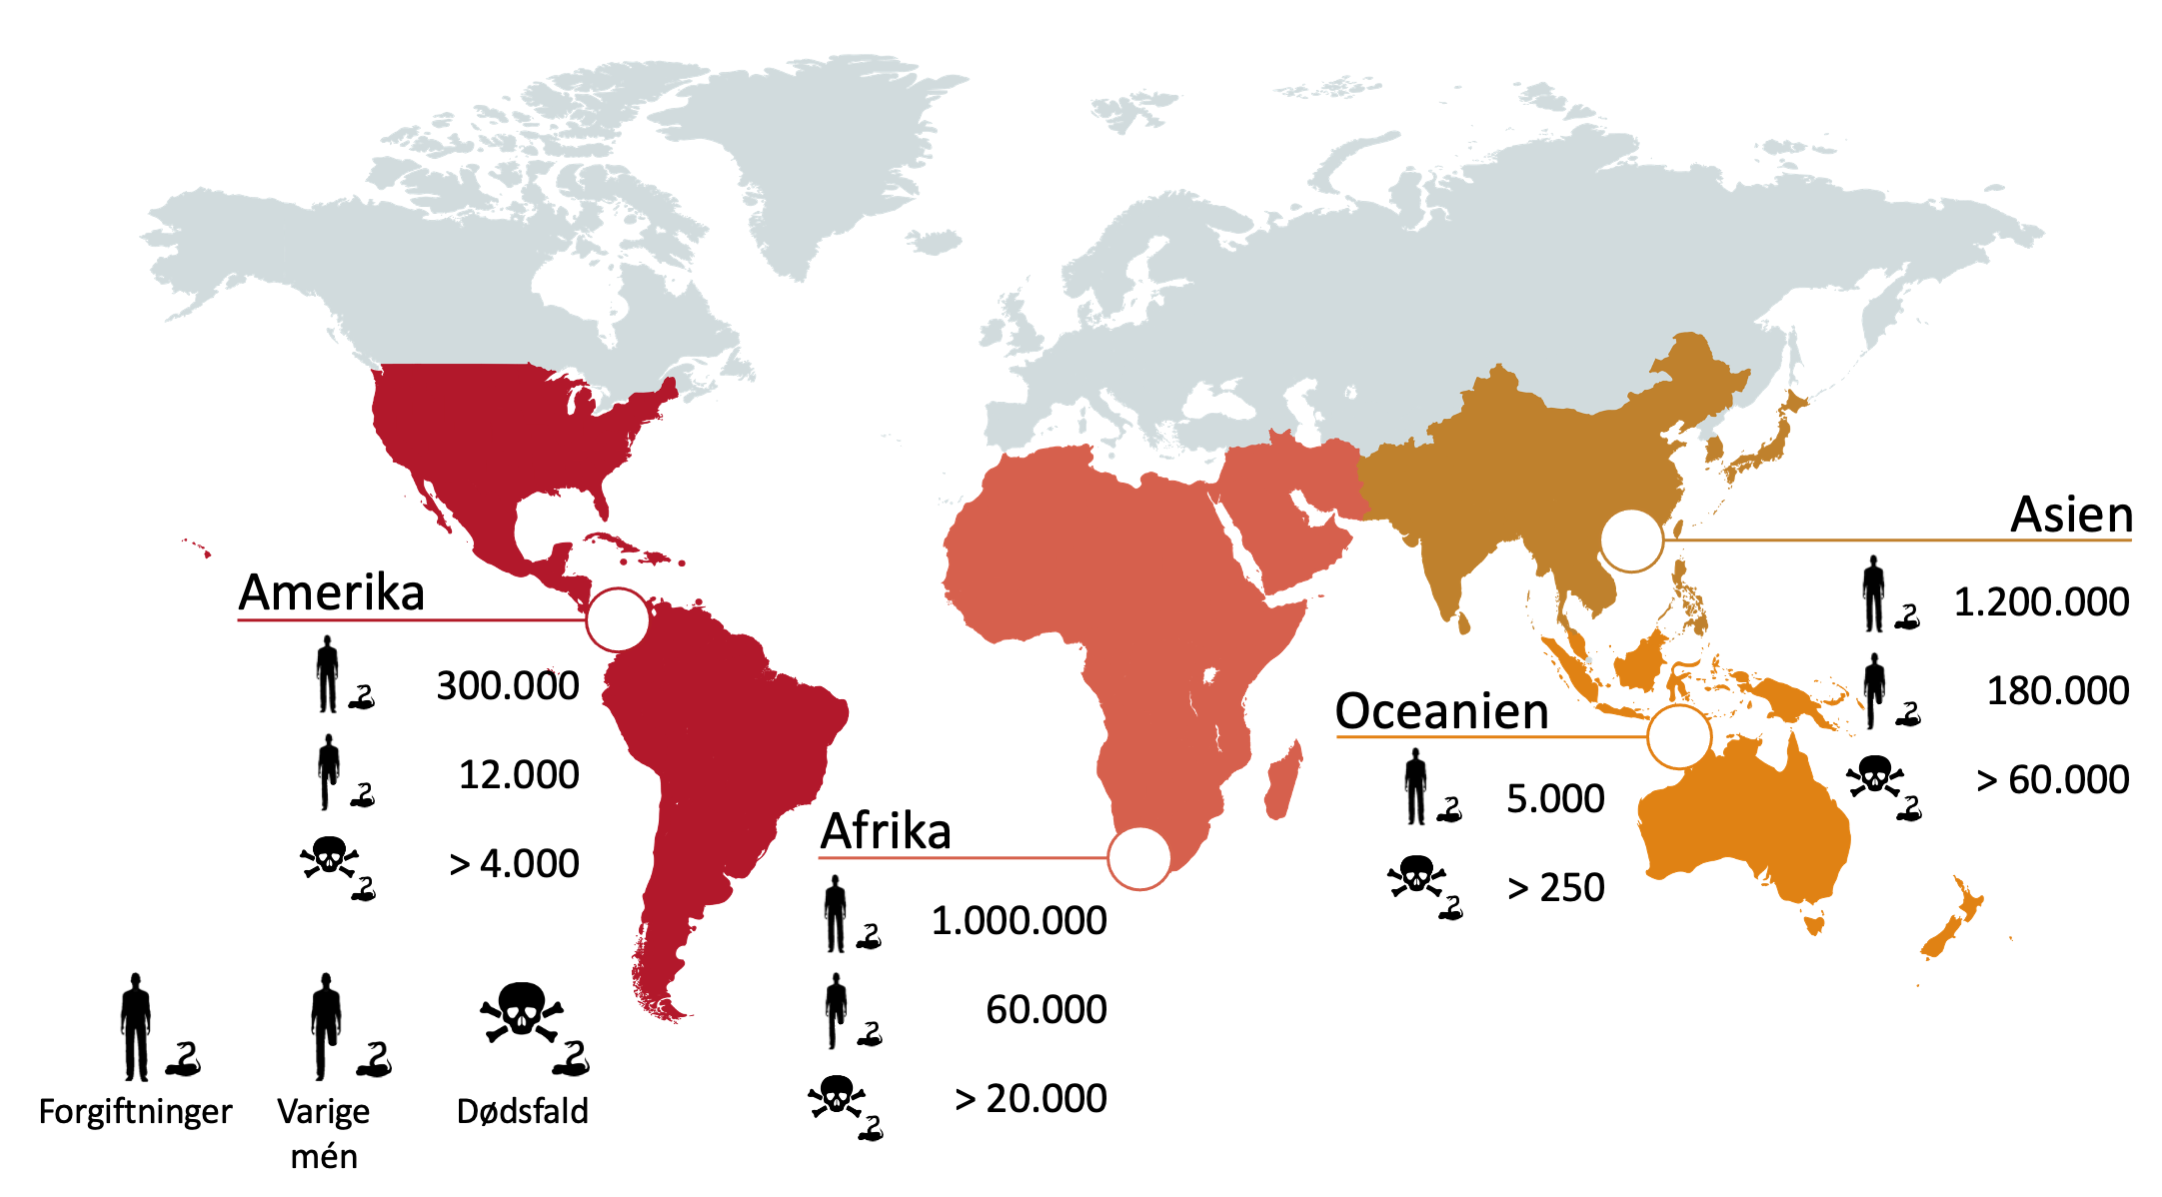 Asien
1.200.000
180.000
> 60.000
Amerika
300.000
12.000
> 4.000
Oceanien
5.000
> 250
Afrika
1.000.000
60.000
> 20.000
Forgiftninger
Varige
mén
Dødsfald